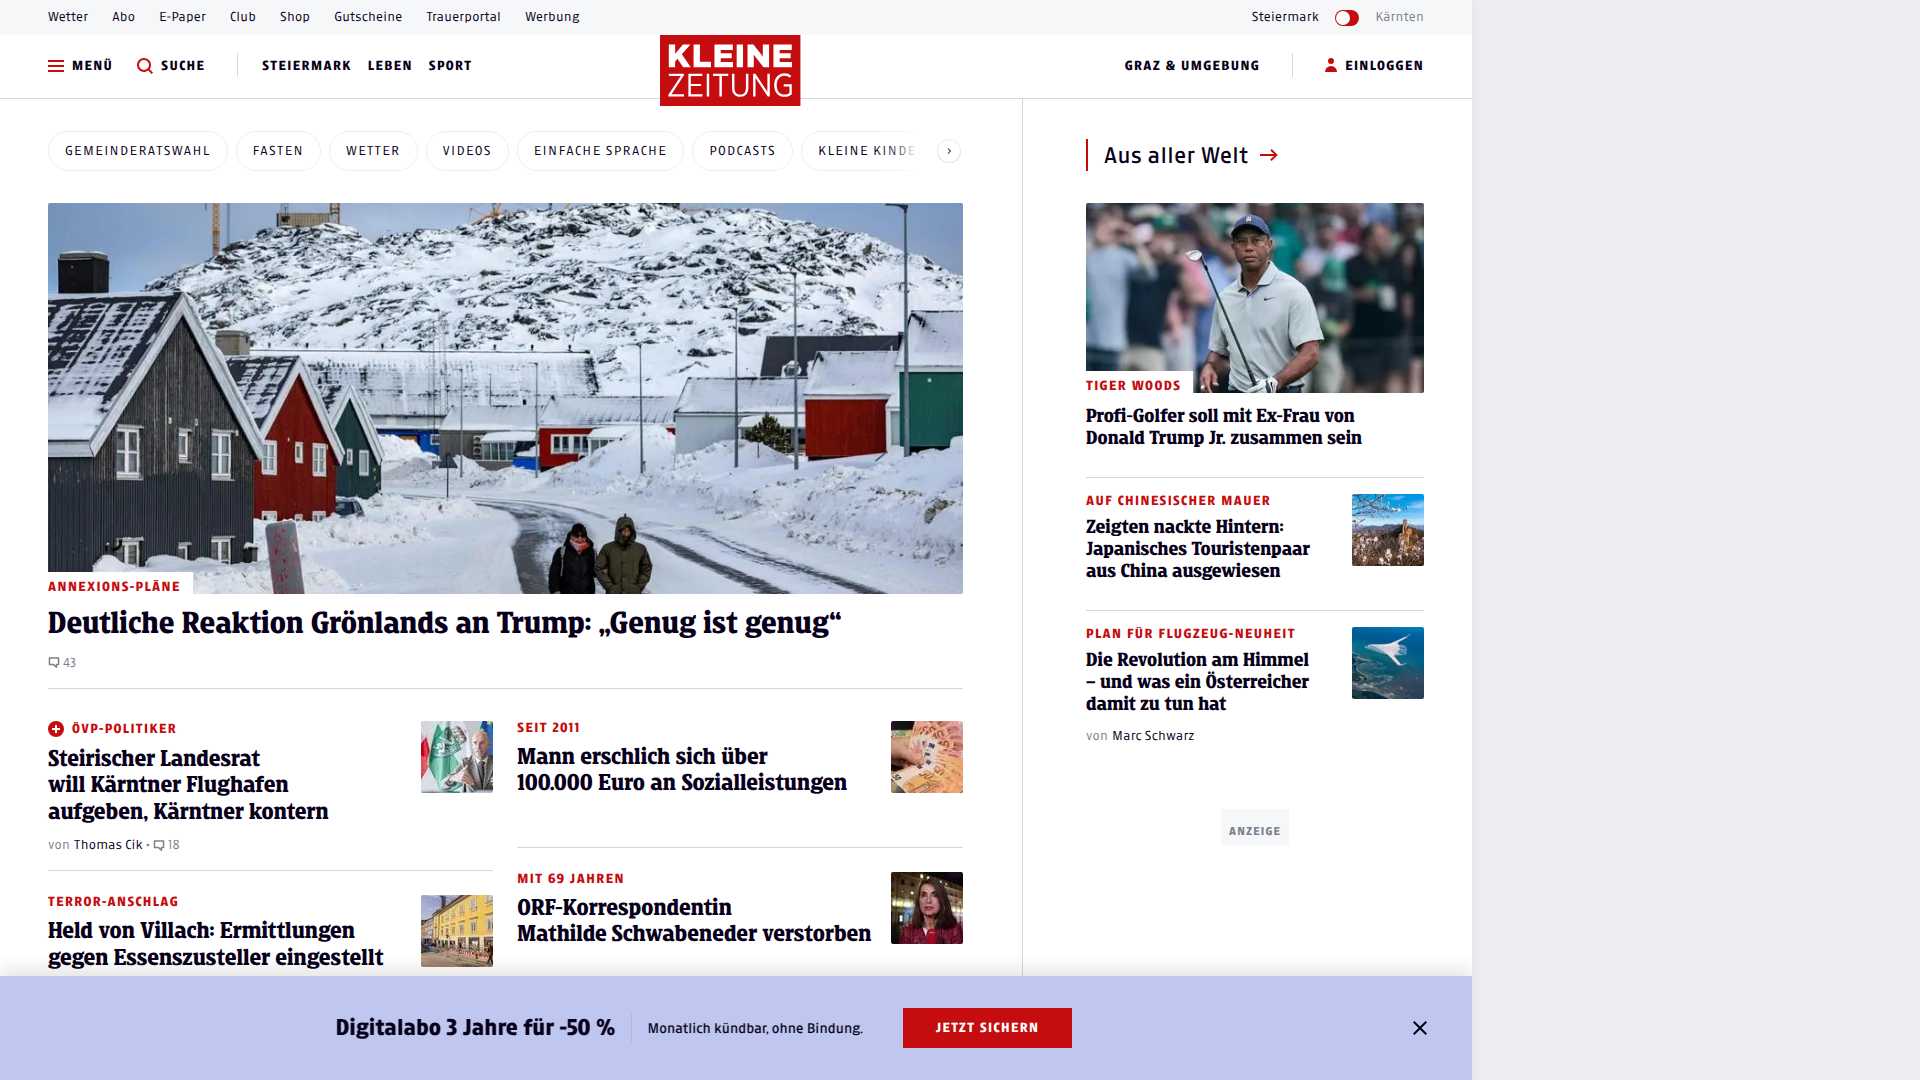 Wetter Abo E-Paper Club Shop Gutscheine Trauerportal Werbung Steiermark Kärnten
MENÜ SUCHE STEIERMARK LEBEN SPORT KLEINE ZEITUNG GRAZ & UMGEBUNG EINLOGGEN
GEMEINDERATSWAHL FASTEN WETTER VIDEOS EINFACHE SPRACHE PODCASTS KLEINE KINDE
ANNEXIONS-PLÄNE
Deutliche Reaktion Grönlands an Trump: „Genug ist genug“
43
ÖVP-POLITIKER
Steirischer Landesrat
will Kärntner Flughafen
aufgeben, Kärntner kontern
von Thomas Cik • 18
TERROR-ANSCHLAG
Held von Villach: Ermittlungen
gegen Essenszusteller eingestellt
SEIT 2011
Mann erschlich sich über
100.000 Euro an Sozialleistungen
MIT 69 JAHREN
ORF-Korrespondentin
Mathilde Schwabeneder verstorben
Aus aller Welt
TIGER WOODS
Profi-Golfer soll mit Ex-Frau von
Donald Trump Jr. zusammen sein
AUF CHINESISCHER MAUER
Zeigten nackte Hintern:
Japanisches Touristenpaar
aus China ausgewiesen
PLAN FÜR FLUGZEUG-NEUHEIT
Die Revolution am Himmel
– und was ein Österreicher
damit zu tun hat
von Marc Schwarz
ANZEIGE
Digitalabo 3 Jahre für -50 % Monatlich kündbar, ohne Bindung. JETZT SICHERN